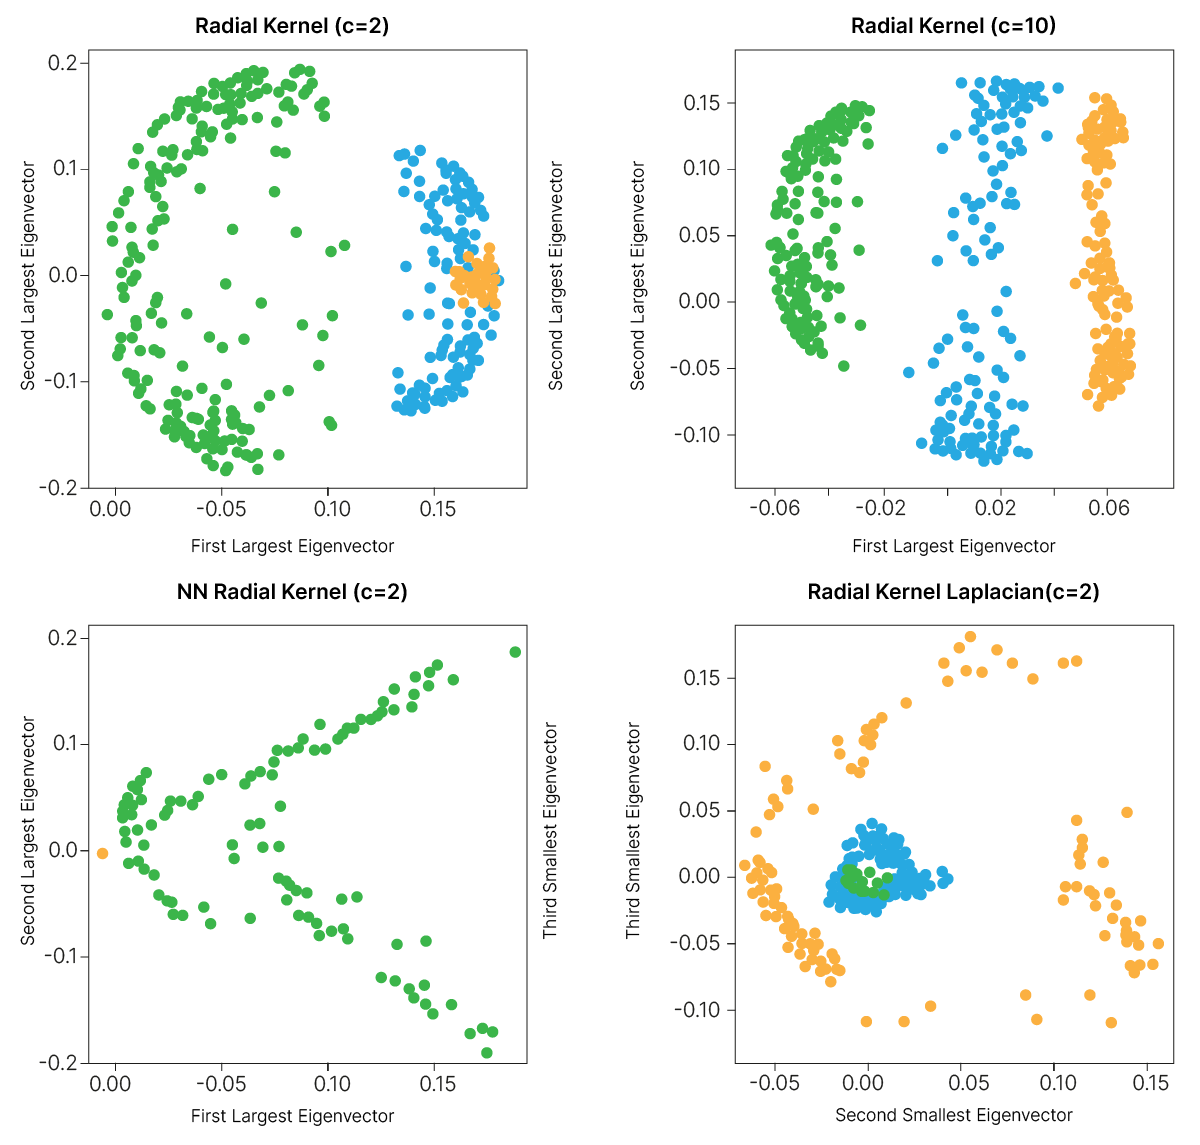 Radial Kernel (c=2)
Second Largest Eigenvector
0.2
0.1
0.0
-0.1
-0.2
0.00 -0.05 0.10 0.15
First Largest Eigenvector
Second Largest Eigenvector
Radial Kernel (c=10)
Second Largest Eigenvector
0.15
0.10
0.05
0.00
-0.05
-0.10
-0.06 -0.02 0.02 0.06
First Largest Eigenvector
NN Radial Kernel (c=2)
Second Largest Eigenvector
0.2
0.1
0.0
-0.1
-0.2
0.00 -0.05 0.10 0.15
First Largest Eigenvector
Third Smallest Eigenvector
Radial Kernel Laplacian(c=2)
Third Smallest Eigenvector
0.15
0.10
0.05
0.00
-0.05
-0.10
-0.05 0.00 0.05 0.10 0.15
Second Smallest Eigenvector